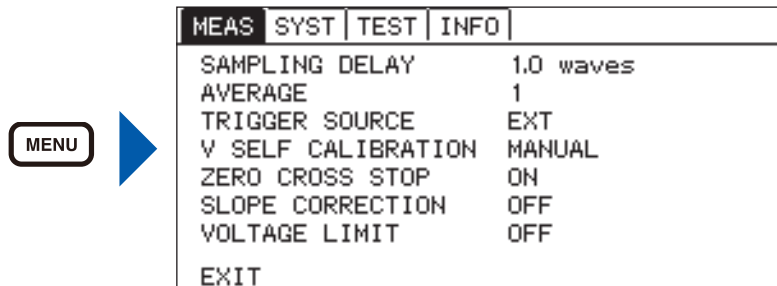 MEAS SYST TEST INFO
SAMPLING DELAY 1.0 waves
AVERAGE 1
TRIGGER SOURCE EXT
MENU
V SELF CALIBRATION MANUAL
ZERO CROSS STOP ON
SLOPE CORRECTION OFF
VOLTAGE LIMIT OFF
EXIT